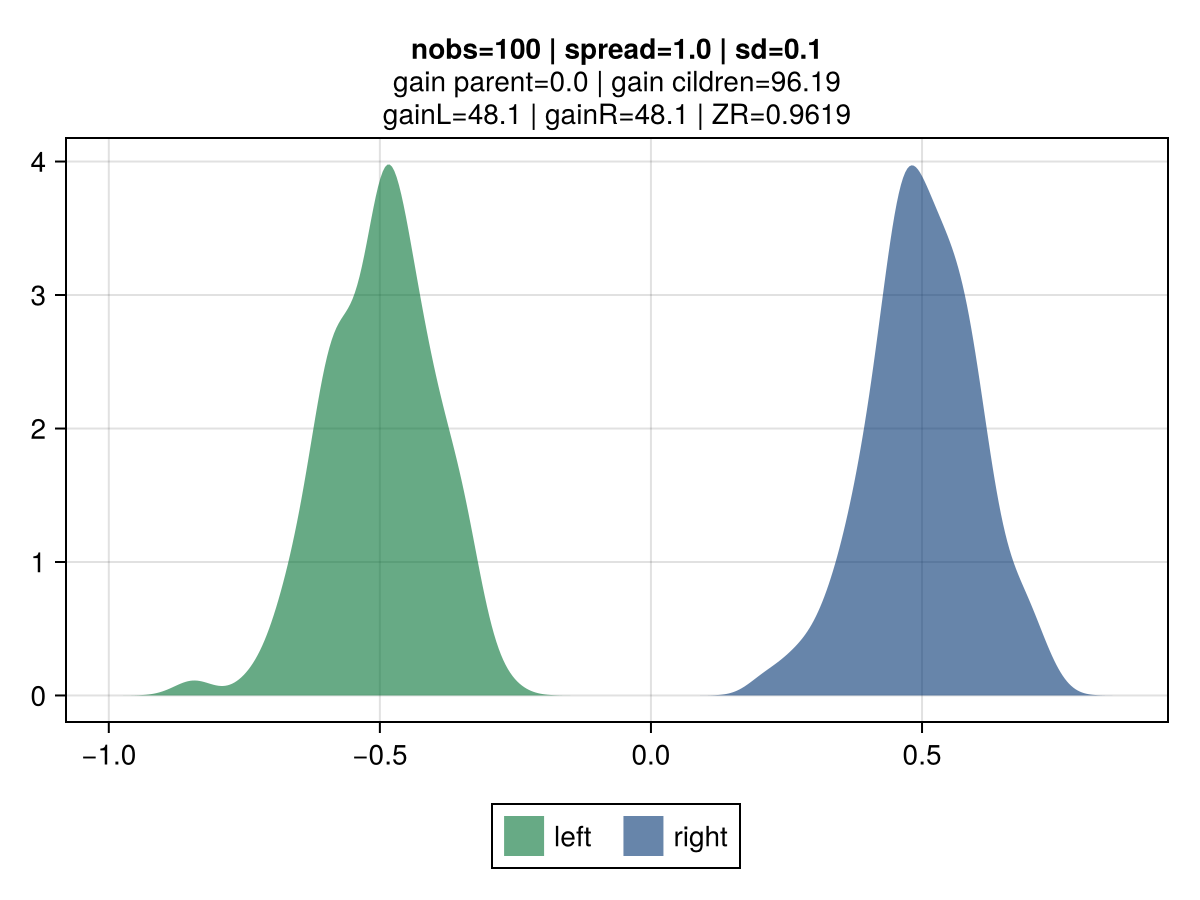 nobs=100 | spread=1.0 | sd=0.1
gain parent=0.0 | gain cildren=96.19
gainL=48.1 | gainR=48.1 | ZR=0.9619
4
3
2
1
0
−1.0 −0.5 0.0 0.5
left right